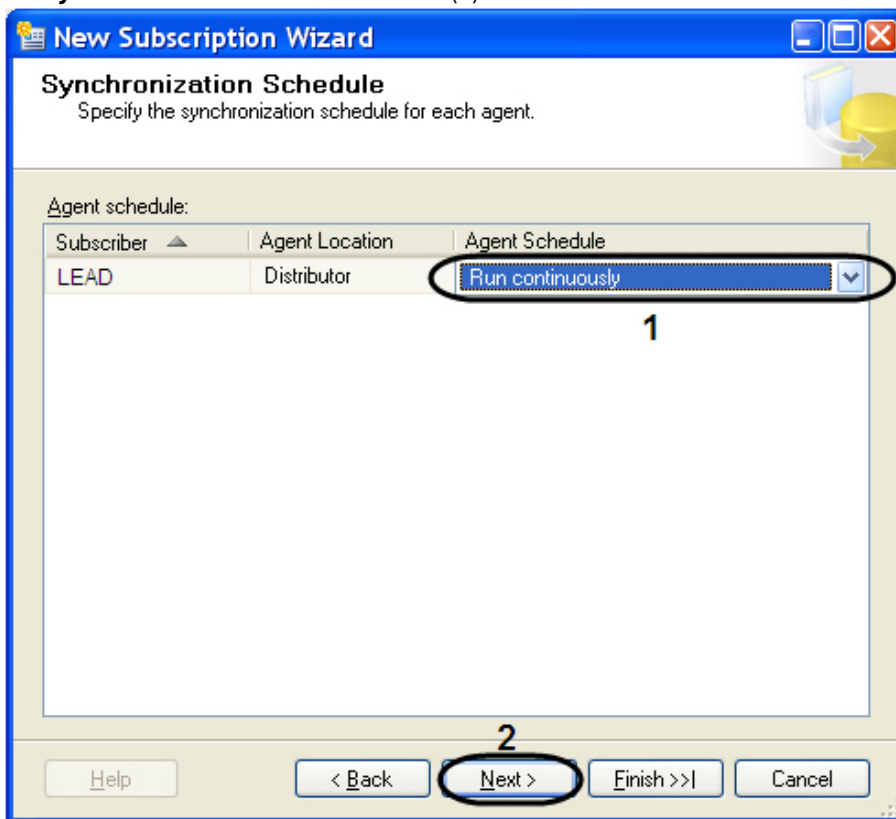 New Subscription Wizard
Synchronization Schedule
Specify the synchronization schedule for each agent.
Agent schedule:
Subscriber Agent Location Agent Schedule
LEAD Distributor Run continuously
1
2
Help < Back Next > Finish >>| Cancel